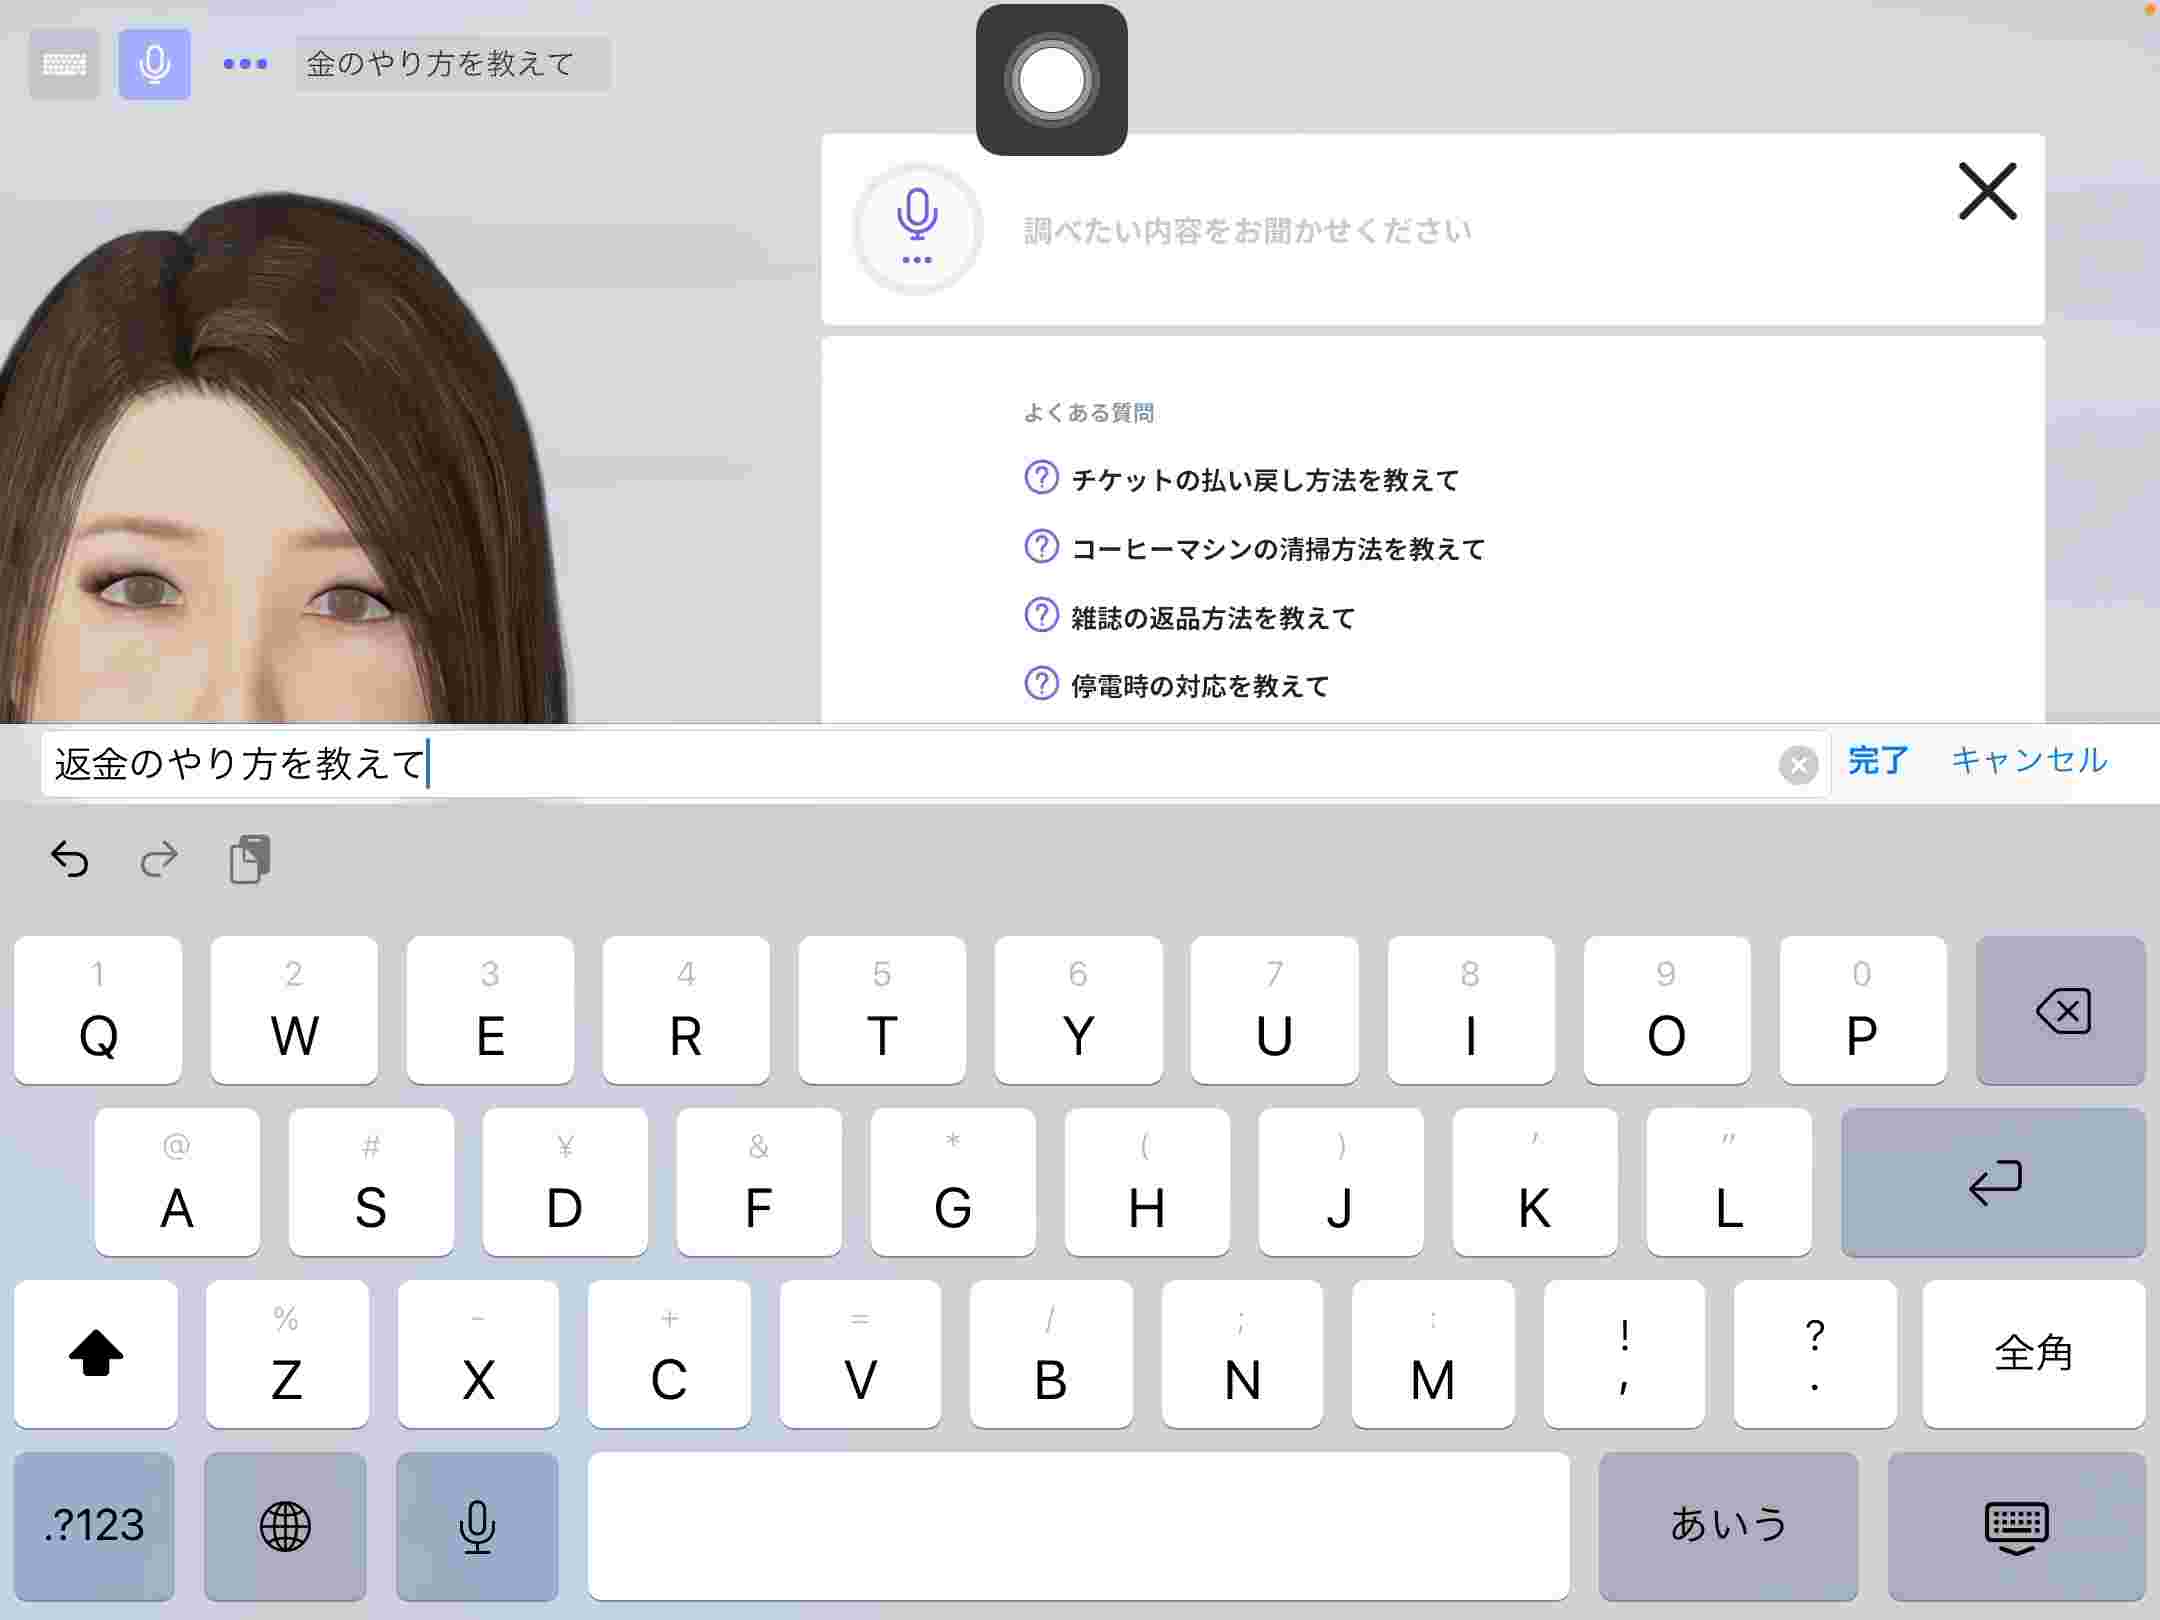 金のやり方を教えて
調べたい内容をお聞かせください
よくある質問
チケットの払い戻し方法を教えて
コーヒーマシンの清掃方法を教えて
雑誌の返品方法を教えて
停電時の対応を教えて
返金のやり方を教えて 完了 キャンセル
1 2 3 4 5 6 7 8 9 0
Q W E R T Y U I O P
@ # ¥ & * ( ) ' "
A S D F G H J K L
% - + = / ; : ! ?
Z X C V B N M , . 全角
.?123 あいう